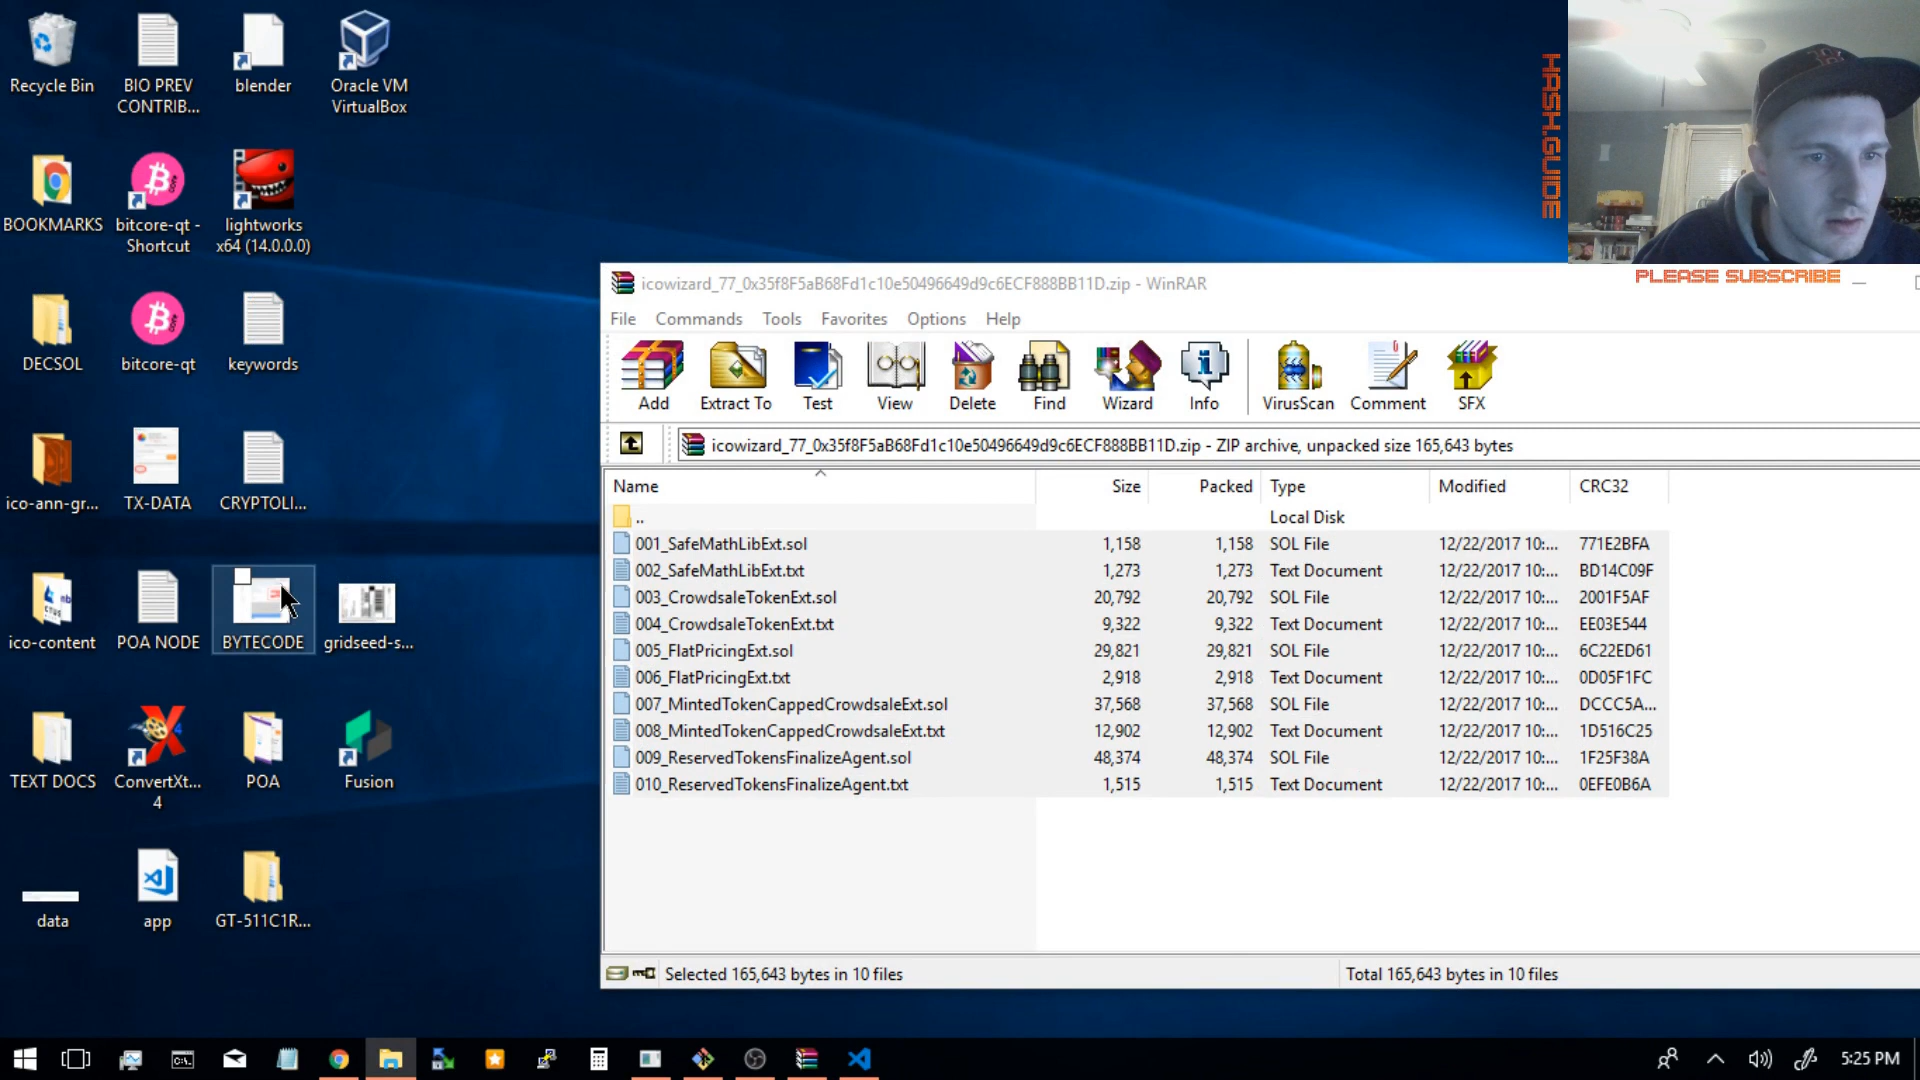 Recycle Bin
BIO PREV
CONTRIB...
blender
Oracle VM
VirtualBox
BOOKMARKS
bitcore-qt -
Shortcut
lightworks
x64 (14.0.0.0)
DECSOL
bitcore-qt
keywords
ico-ann-gr...
TX-DATA
CRYPTOLI...
ico-content
POA NODE
BYTECODE
gridseed-s...
TEXT DOCS
ConvertXt...
4
POA
Fusion
data
app
GT-511C1R...
HASH.GUIDE
PLEASE SUBSCRIBE
icowizard_77_0x35f8F5aB68Fd1c10e50496649d9c6ECF888BB11D.zip - WinRAR
File Commands Tools Favorites Options Help
Add Extract To Test View Delete Find Wizard Info VirusScan Comment SFX
icowizard_77_0x35f8F5aB68Fd1c10e50496649d9c6ECF888BB11D.zip - ZIP archive, unpacked size 165,643 bytes
Name Size Packed Type Modified CRC32
.. Local Disk
001_SafeMathLibExt.sol 1,158 1,158 SOL File 12/22/2017 10:... 771E2BFA
002_SafeMathLibExt.txt 1,273 1,273 Text Document 12/22/2017 10:... BD14C09F
003_CrowdsaleTokenExt.sol 20,792 20,792 SOL File 12/22/2017 10:... 2001F5AF
004_CrowdsaleTokenExt.txt 9,322 9,322 Text Document 12/22/2017 10:... EE03E544
005_FlatPricingExt.sol 29,821 29,821 SOL File 12/22/2017 10:... 6C22ED61
006_FlatPricingExt.txt 2,918 2,918 Text Document 12/22/2017 10:... 0D05F1FC
007_MintedTokenCappedCrowdsaleExt.sol 37,568 37,568 SOL File 12/22/2017 10:... DCCC5A...
008_MintedTokenCappedCrowdsaleExt.txt 12,902 12,902 Text Document 12/22/2017 10:... 1D516C25
009_ReservedTokensFinalizeAgent.sol 48,374 48,374 SOL File 12/22/2017 10:... 1F25F38A
010_ReservedTokensFinalizeAgent.txt 1,515 1,515 Text Document 12/22/2017 10:... 0EFE0B6A
Selected 165,643 bytes in 10 files
Total 165,643 bytes in 10 files
5:25 PM